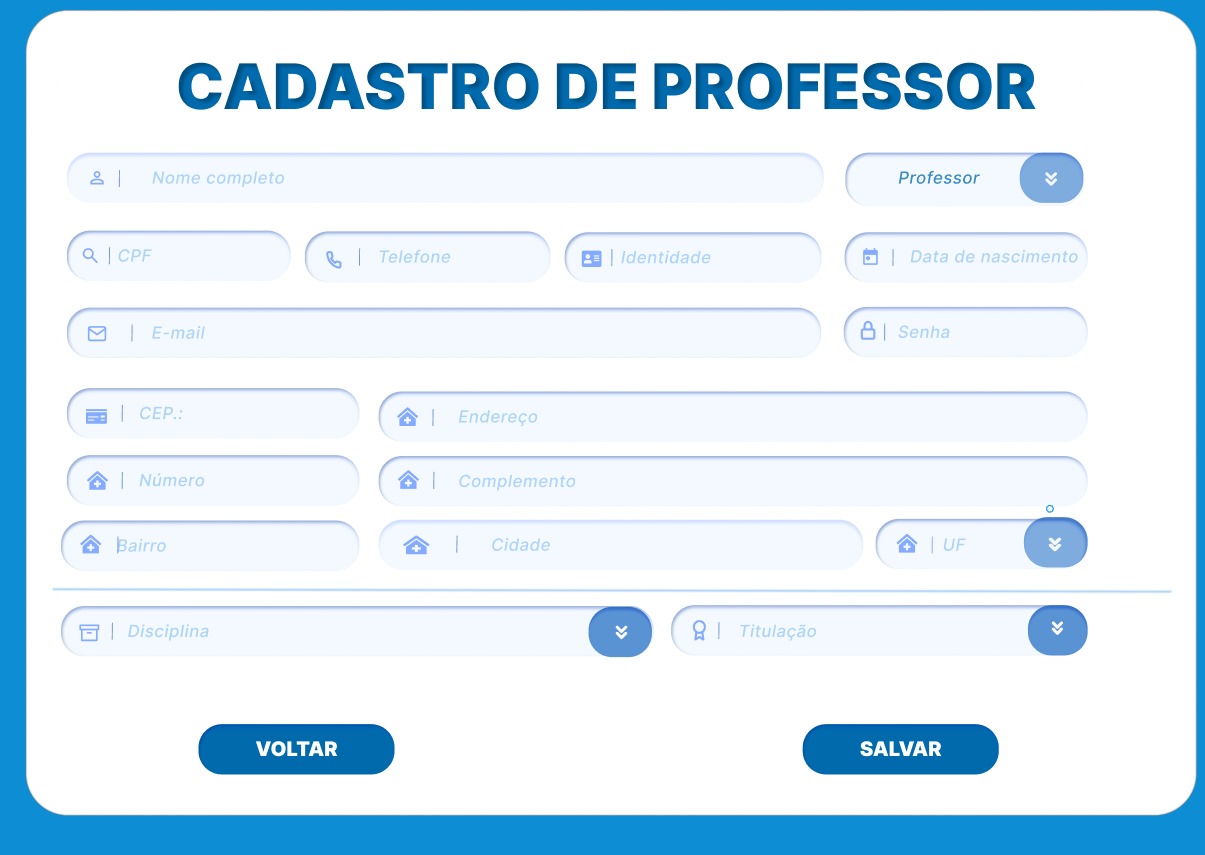 CADASTRO DE PROFESSOR
Nome completo
Professor
CPF
Telefone
Identidade
Data de nascimento
E-mail
Senha
CEP.:
Endereço
Número
Complemento
Bairro
Cidade
UF
Disciplina
Titulação
VOLTAR
SALVAR